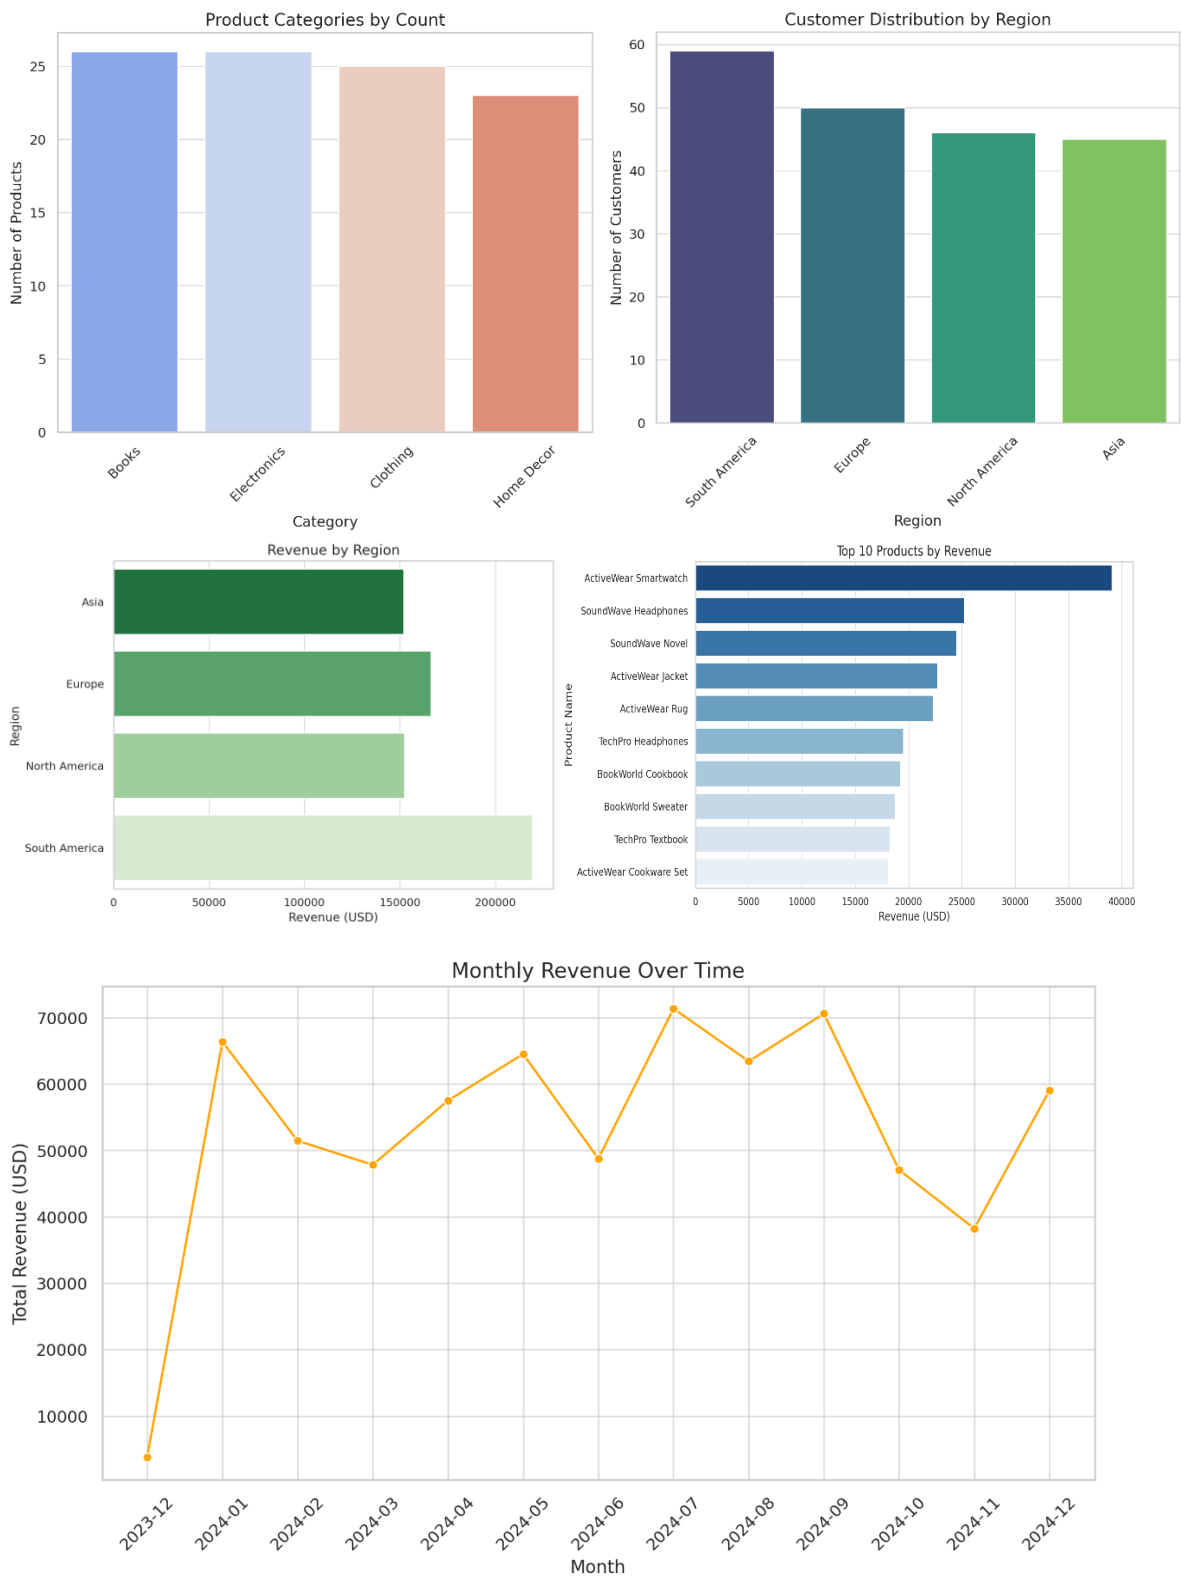 Product Categories by Count
Number of Products
25
20
15
10
5
0
Books
Electronics
Clothing
Home Decor
Category
Customer Distribution by Region
Number of Customers
60
50
40
30
20
10
0
South America
Europe
North America
Asia
Region
Revenue by Region
Region
Asia
Europe
North America
South America
0
50000
100000
150000
200000
Revenue (USD)
Top 10 Products by Revenue
Product Name
ActiveWear Smartwatch
SoundWave Headphones
SoundWave Novel
ActiveWear Jacket
ActiveWear Rug
TechPro Headphones
BookWorld Cookbook
BookWorld Sweater
TechPro Textbook
ActiveWear Cookware Set
0
5000
10000
15000
20000
25000
30000
35000
40000
Revenue (USD)
Monthly Revenue Over Time
Total Revenue (USD)
70000
60000
50000
40000
30000
20000
10000
2023-12
2024-01
2024-02
2024-03
2024-04
2024-05
2024-06
2024-07
2024-08
2024-09
2024-10
2024-11
2024-12
Month